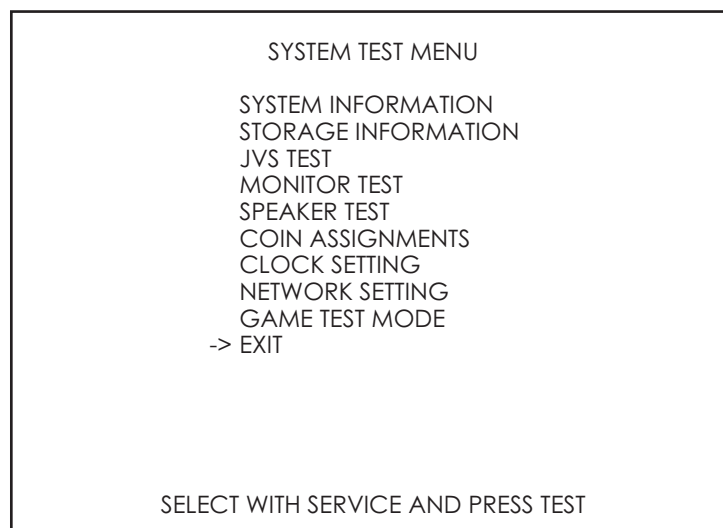 SYSTEM TEST MENU
SYSTEM INFORMATION
STORAGE INFORMATION
JVS TEST
MONITOR TEST
SPEAKER TEST
COIN ASSIGNMENTS
CLOCK SETTING
NETWORK SETTING
GAME TEST MODE
-> EXIT
SELECT WITH SERVICE AND PRESS TEST